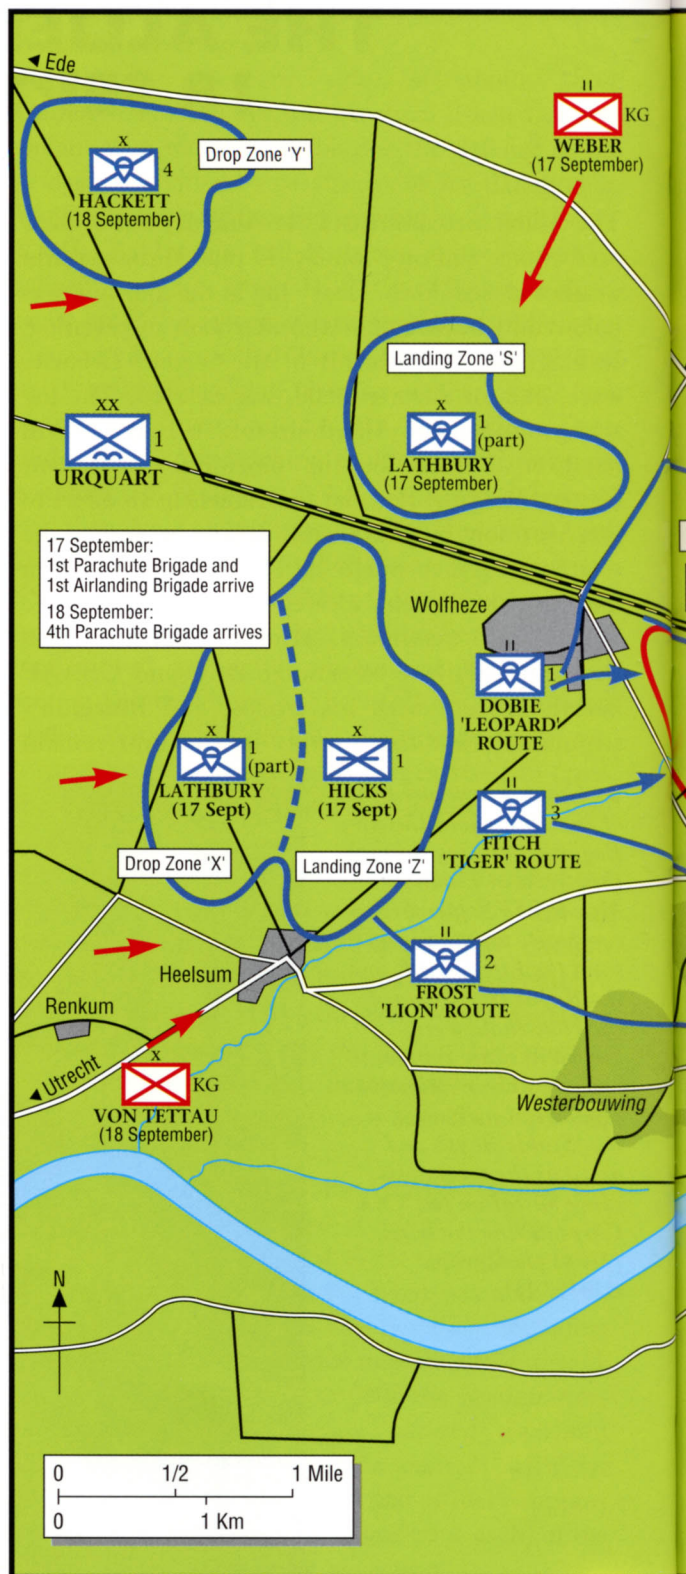 Ede
II
KG
WEBER
(17 September)
x
4
HACKETT
(18 September)
Drop Zone 'Y'
Landing Zone 'S'
xx
1
URQUART
x
1
(part)
LATHBURY
(17 September)
17 September:
1st Parachute Brigade and
1st Airlanding Brigade arrive
18 September:
4th Parachute Brigade arrives
Wolfheze
II
1
DOBIE
'LEOPARD'
ROUTE
x
1
(part)
LATHBURY
(17 Sept)
x
1
HICKS
(17 Sept)
II
3
FITCH
'TIGER' ROUTE
Drop Zone 'X'
Landing Zone 'Z'
II
2
FROST
'LION' ROUTE
Heelsum
Renkum
Utrecht
x
KG
VON TETTAU
(18 September)
Westerbouwing
N
0 1/2 1 Mile
0 1 Km